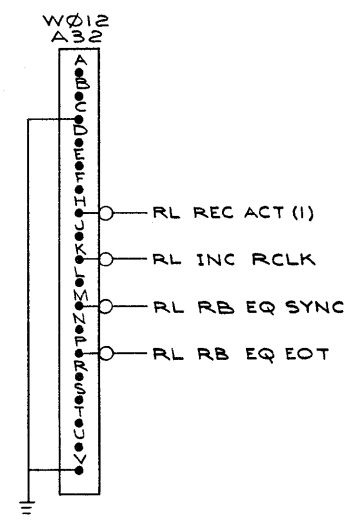 WØ12
A32
A
B
C
D
E
F
H
J
K
L
M
N
P
R
S
T
U
V
RL REC ACT (1)
RL INC RCLK
RL RB EQ SYNC
RL RB EQ EOT